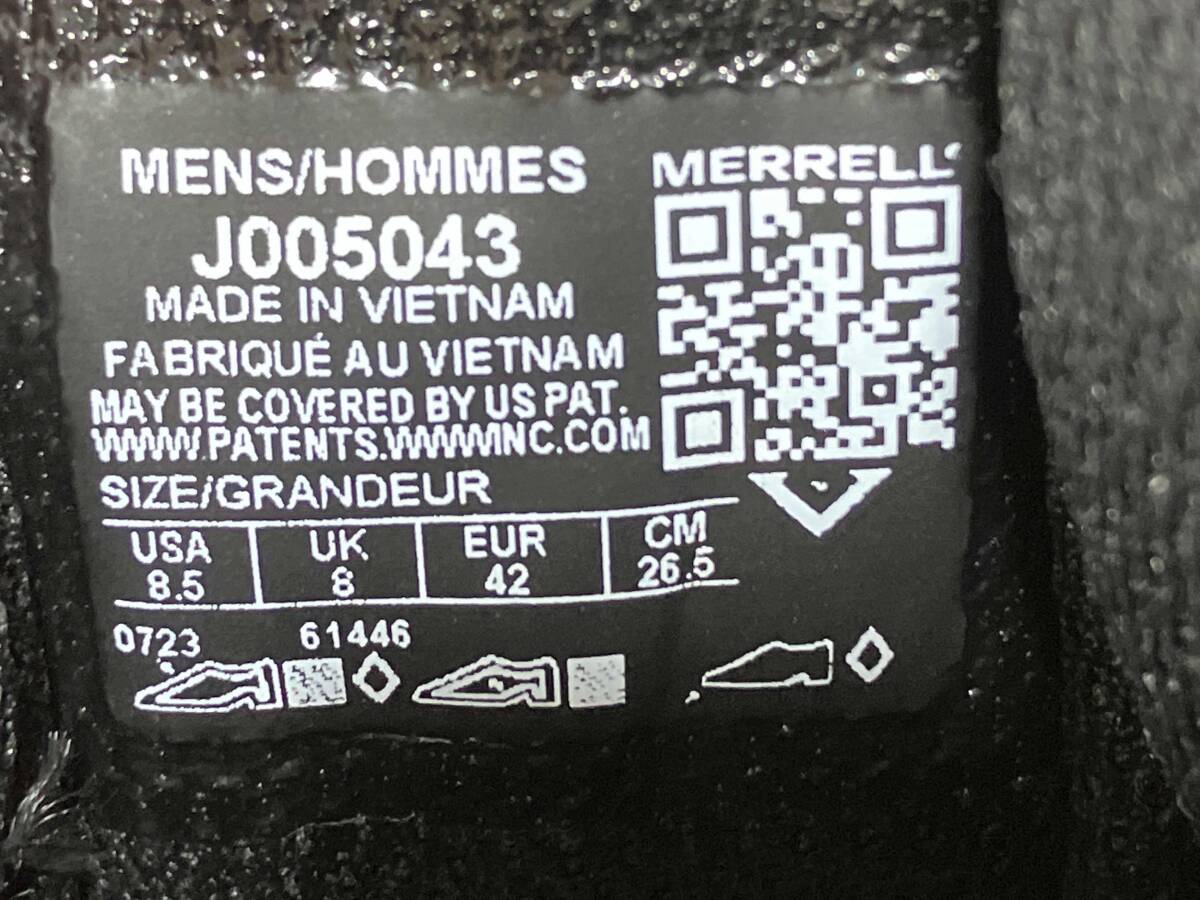 MENS/HOMMES
J005043
MADE IN VIETNAM
FABRIQUÉ AU VIETNAM
MAY BE COVERED BY US PAT.
WWW.PATENTS.WWWINC.COM
SIZE/GRANDEUR
USA UK EUR CM
8.5 8 42 26.5
0723 61446
MERRELL